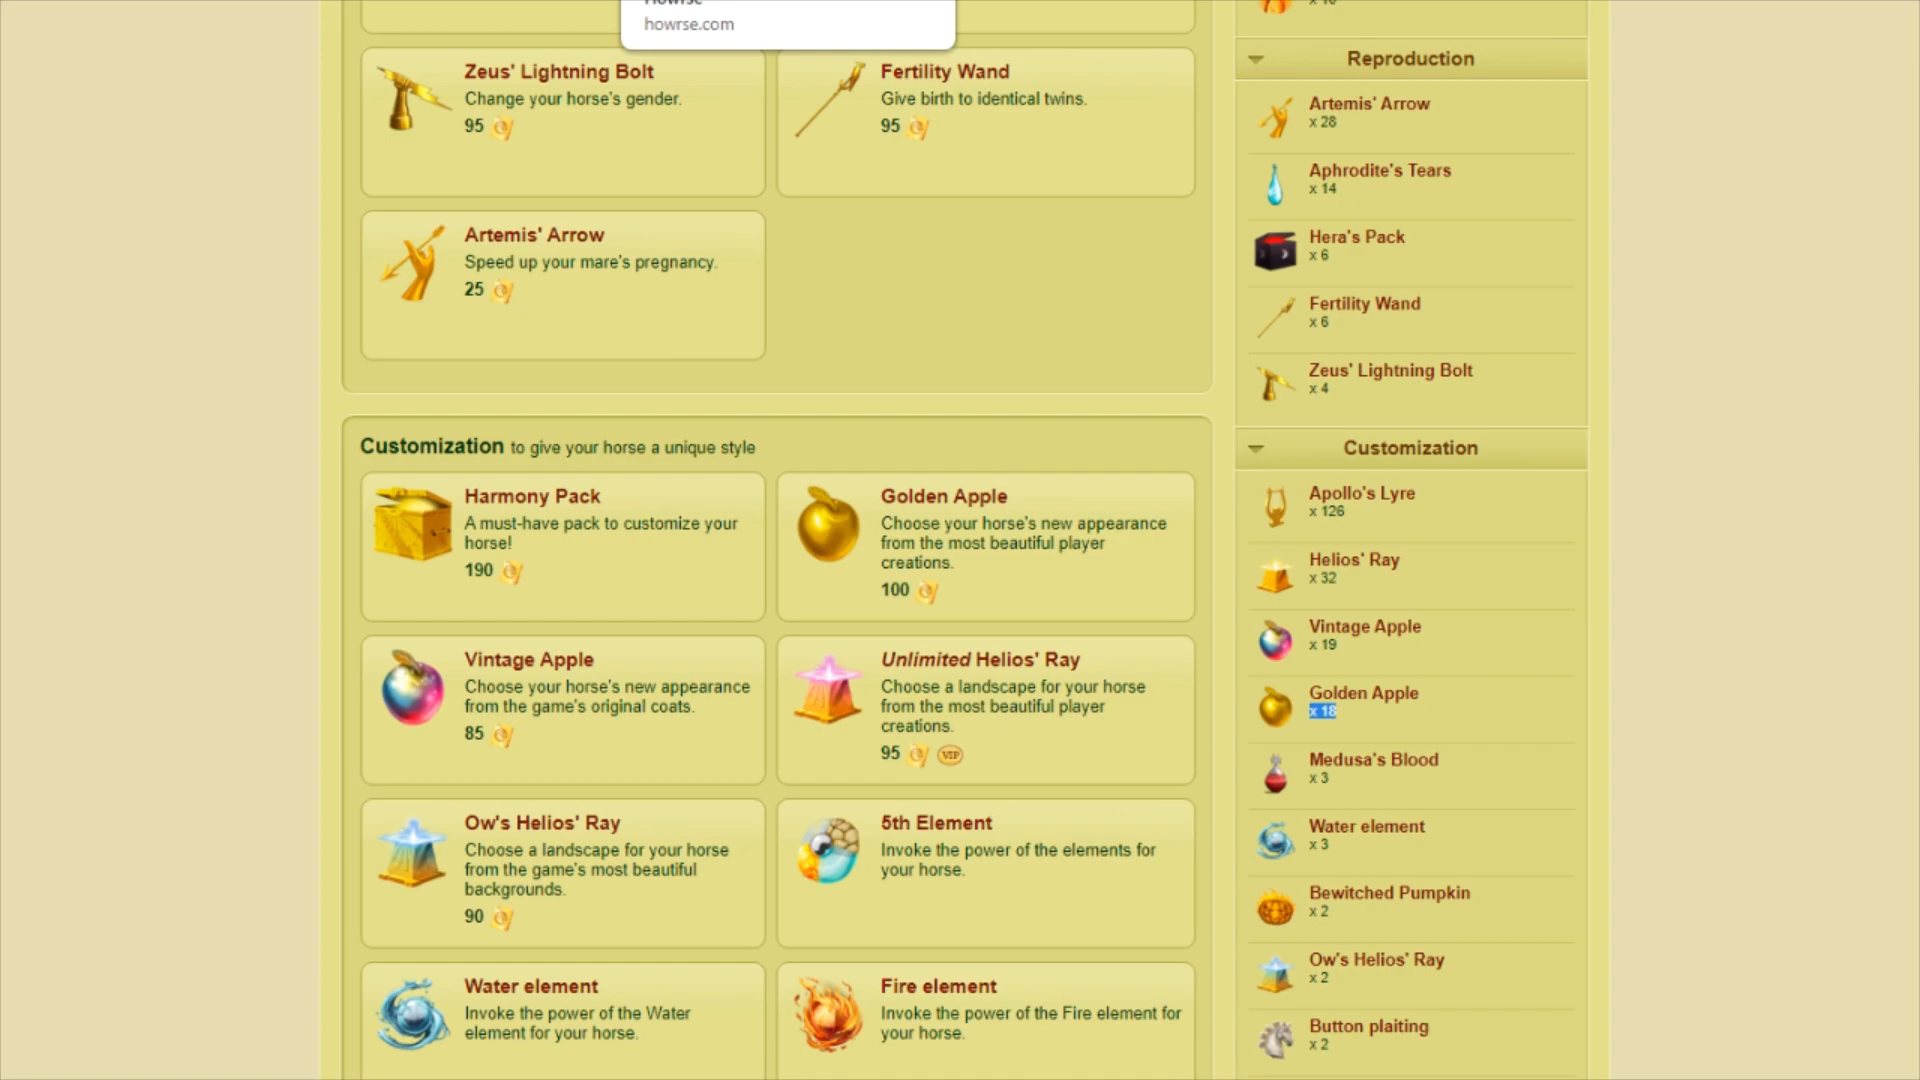 howrse.com
Zeus' Lightning Bolt
Change your horse's gender.
95
Fertility Wand
Give birth to identical twins.
95
Artemis' Arrow
Speed up your mare's pregnancy.
25
Customization to give your horse a unique style
Harmony Pack
A must-have pack to customize your
horse!
190
Golden Apple
Choose your horse's new appearance
from the most beautiful player
creations.
100
Vintage Apple
Choose your horse's new appearance
from the game's original coats.
85
Unlimited Helios' Ray
Choose a landscape for your horse
from the most beautiful player
creations.
95 VIP
Ow's Helios' Ray
Choose a landscape for your horse
from the game's most beautiful
backgrounds.
90
5th Element
Invoke the power of the elements for
your horse.
Water element
Invoke the power of the Water
element for your horse.
Fire element
Invoke the power of the Fire element for
your horse.
Reproduction
Artemis' Arrow
x 28
Aphrodite's Tears
x 14
Hera's Pack
x 6
Fertility Wand
x 6
Zeus' Lightning Bolt
x 4
Customization
Apollo's Lyre
x 126
Helios' Ray
x 32
Vintage Apple
x 19
Golden Apple
x 18
Medusa's Blood
x 3
Water element
x 3
Bewitched Pumpkin
x 2
Ow's Helios' Ray
x 2
Button plaiting
x 2